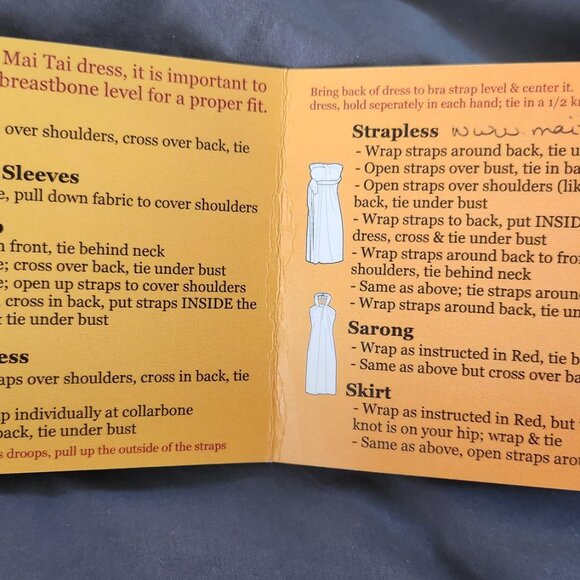 Mai Tai dress, it is important to
breastbone level for a proper fit.
over shoulders, cross over back, tie
Sleeves
e, pull down fabric to cover shoulders
n front, tie behind neck
e; cross over back, tie under bust
e; open up straps to cover shoulders
cross in back, put straps INSIDE the
tie under bust
ess
aps over shoulders, cross in back, tie
p individually at collarbone
back, tie under bust
s droops, pull up the outside of the straps
Bring back of dress to bra strap level & center it.
dress, hold seperately in each hand; tie in a 1/2 kn
Strapless www.mai
- Wrap straps around back, tie u
- Open straps over bust, tie in ba
- Open straps over shoulders (lik
back, tie under bust
- Wrap straps to back, put INSID
dress, cross & tie under bust
- Wrap straps around back to fro
shoulders, tie behind neck
- Same as above; tie straps aroun
- Wrap straps around back, tie un
Sarong
- Wrap as instructed in Red, tie b
- Same as above but cross over ba
Skirt
- Wrap as instructed in Red, but
knot is on your hip; wrap & tie
- Same as above, open straps arou